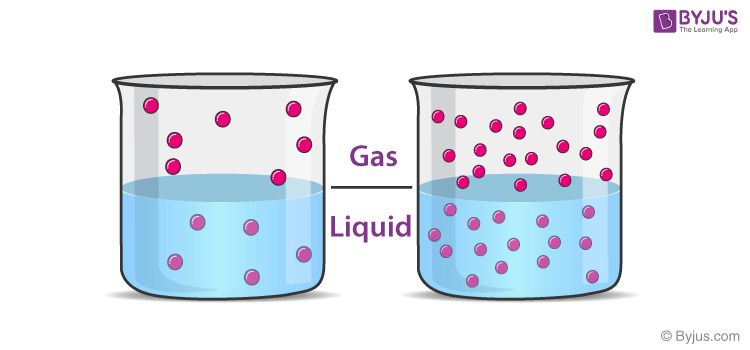 BYJU'S
The Learning App
Gas
Liquid
© Byjus.com